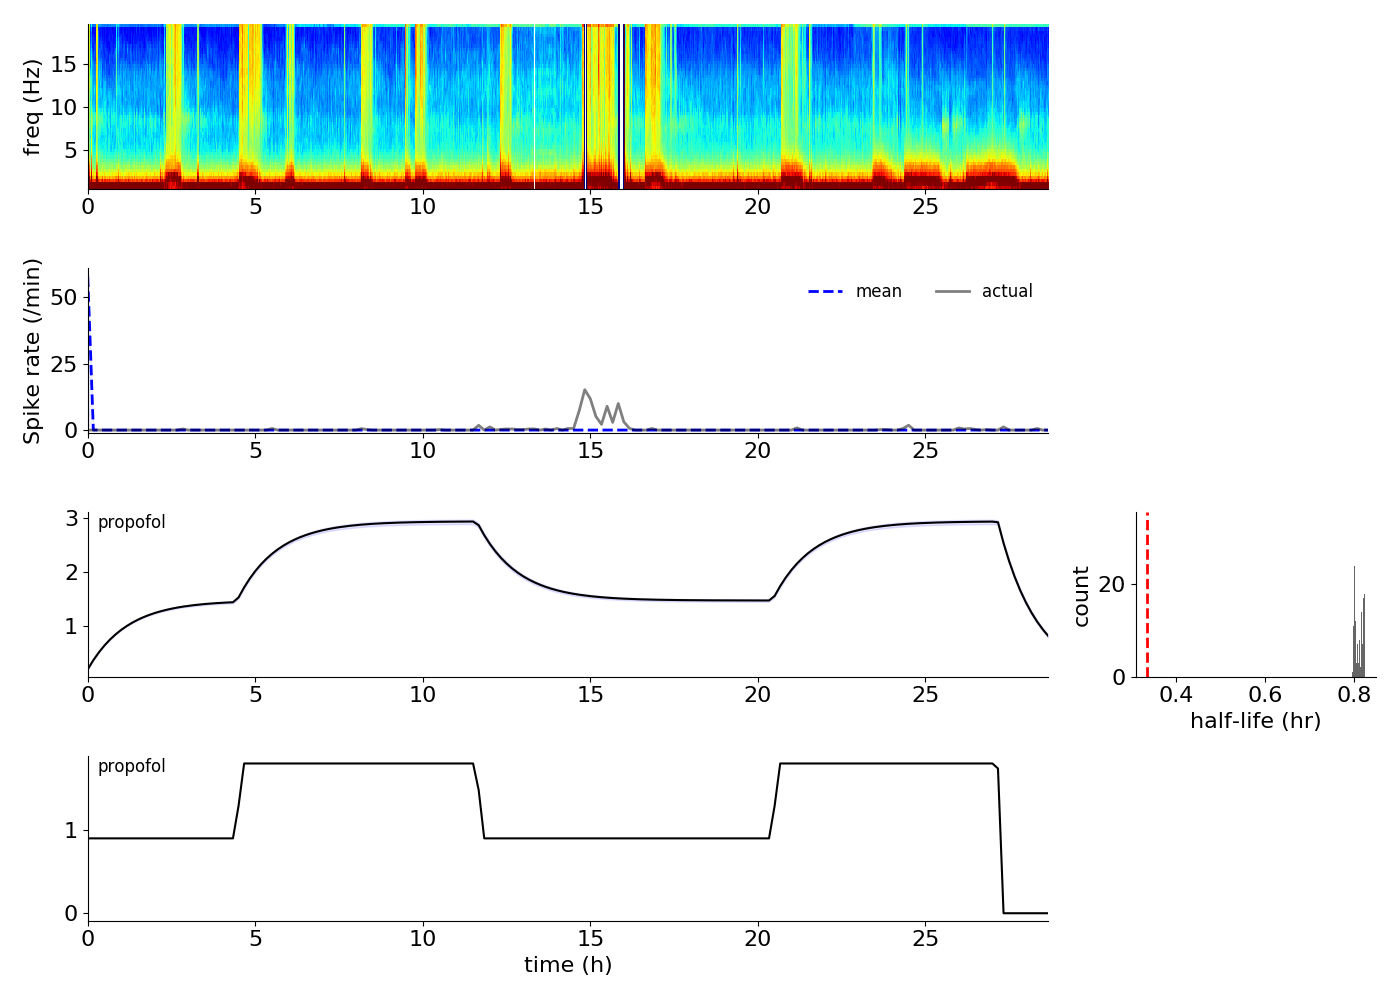 freq (Hz)
15
10
5
0 5 10 15 20 25
Spike rate (/min)
50
25
0
mean actual
0 5 10 15 20 25
propofol
3
2
1
0 5 10 15 20 25
count
20
0
0.4 0.6 0.8
half-life (hr)
propofol
1
0
0 5 10 15 20 25
time (h)